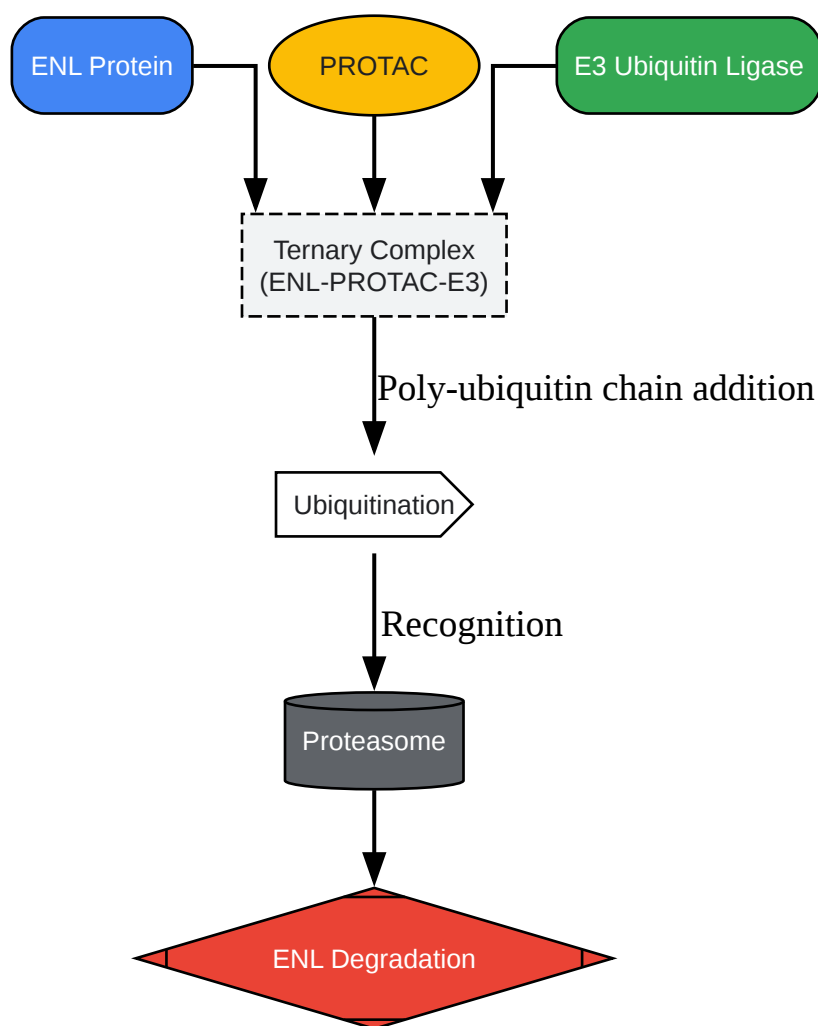 ENL Protein
PROTAC
E3 Ubiquitin Ligase
Ternary Complex
(ENL-PROTAC-E3)
Poly-ubiquitin chain addition
Ubiquitination
Recognition
Proteasome
ENL Degradation